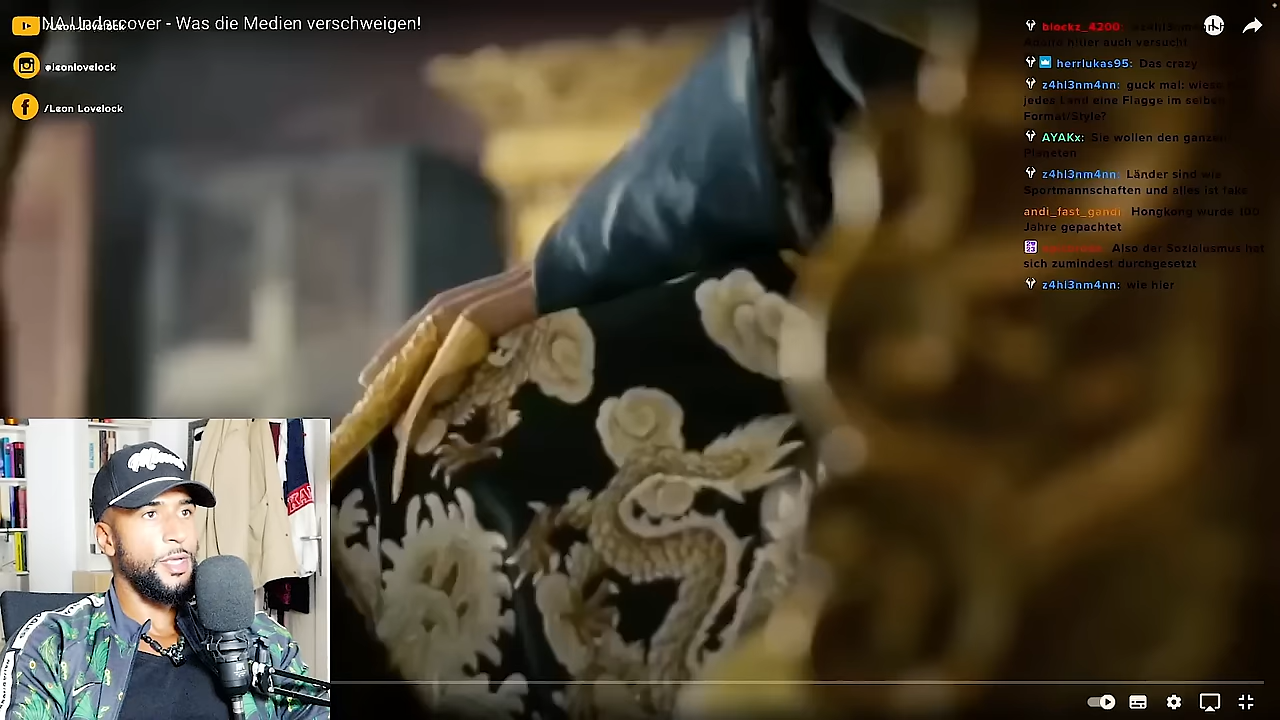 NA Undercover - Was die Medien verschweigen!
/Leon Lovelock
@leonlovelock
/Leon Lovelock
blockz_4200:
hitler auch versucht
herrlukas95: Das crazy
z4hl3nm4nn: guck mal: wieso
jedes Land eine Flagge im selben
Format/Style?
AYAKx: Sie wollen den ganzen
Planeten
z4hl3nm4nn: Länder sind wie
Sportmannschaften und alles ist fake
andi_fast_gandi: Hongkong wurde 100
Jahre gepachtet
Also der Sozialusmus hat
sich zumindest durchgesetzt
z4hl3nm4nn: wie hier